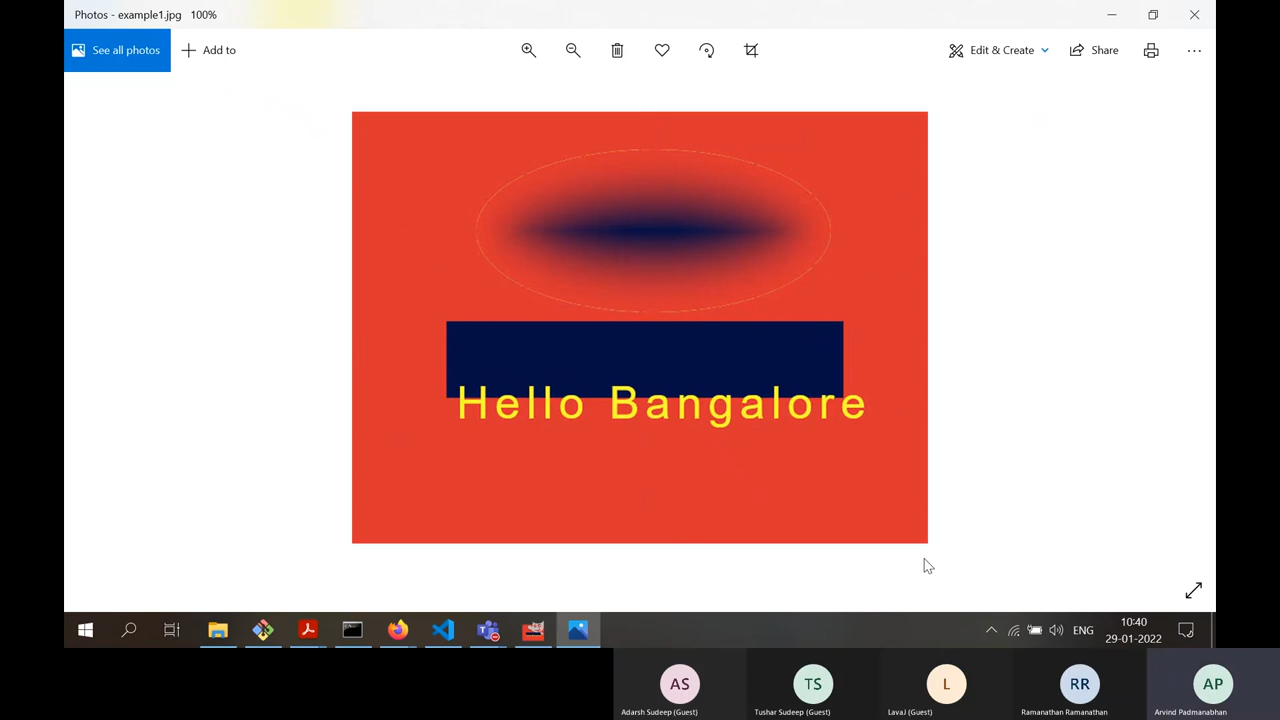 Photos - example1.jpg 100%
See all photos
Add to
Edit & Create
Share
Hello Bangalore
ENG
10:40
29-01-2022
AS
TS
L
RR
AP
Adarsh Sudeep (Guest)
Tushar Sudeep (Guest)
LavaJ (Guest)
Ramanathan Ramanathan
Arvind Padmanabhan